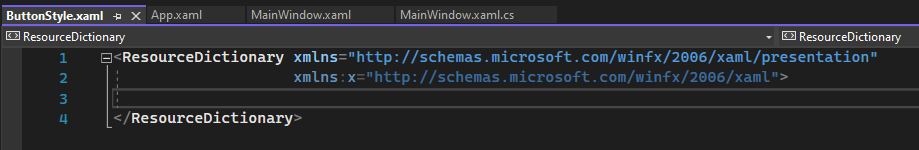 ButtonStyle.xaml App.xaml MainWindow.xaml MainWindow.xaml.cs
ResourceDictionary ResourceDictionary
1 <ResourceDictionary xmlns="http://schemas.microsoft.com/winfx/2006/xaml/presentation"
2 xmlns:x="http://schemas.microsoft.com/winfx/2006/xaml">
3
4 </ResourceDictionary>